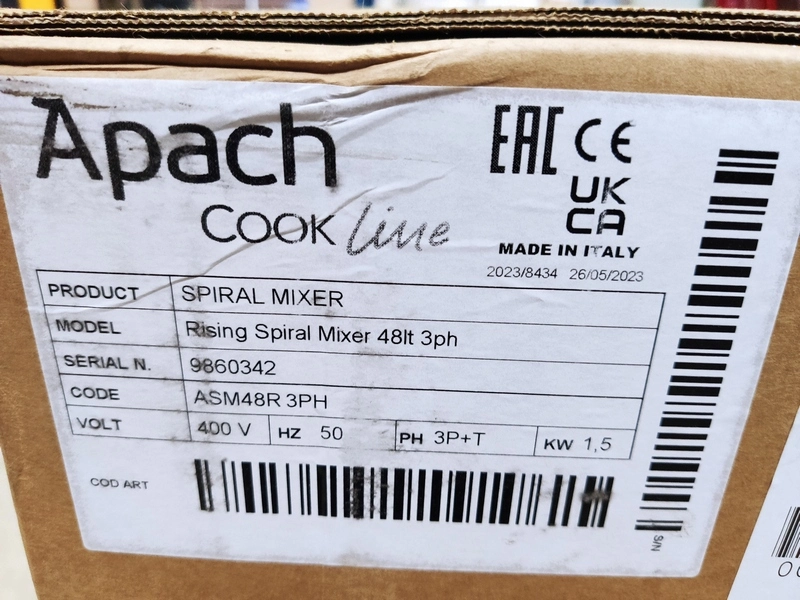 Apach
COOK line
EAC CE
UK
CA
MADE IN ITALY
2023/8434 26/05/2023
PRODUCT SPIRAL MIXER
MODEL Rising Spiral Mixer 48lt 3ph
SERIAL N. 9860342
CODE ASM48R 3PH
VOLT 400 V HZ 50 PH 3P+T KW 1,5
COD ART
S/N